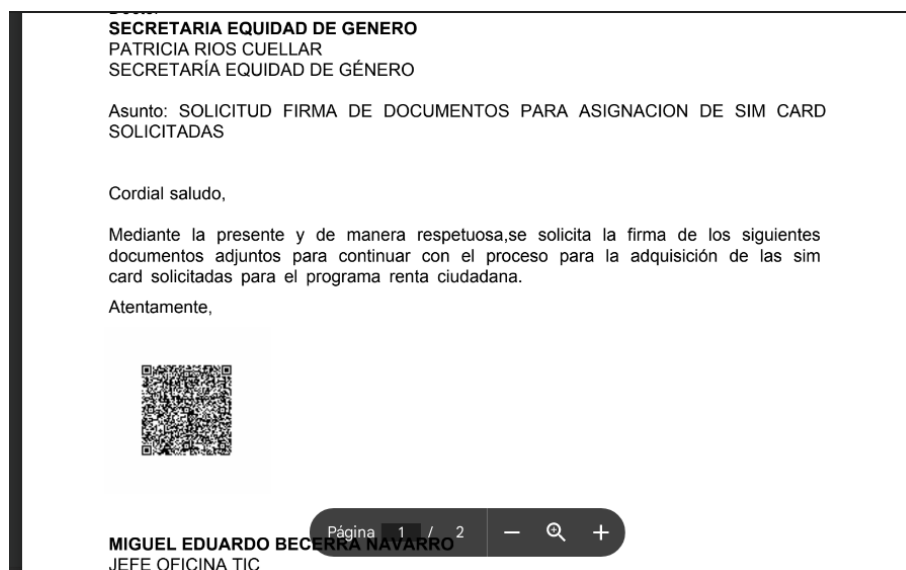 SECRETARIA EQUIDAD DE GENERO
PATRICIA RIOS CUELLAR
SECRETARÍA EQUIDAD DE GÉNERO
Asunto: SOLICITUD FIRMA DE DOCUMENTOS PARA ASIGNACION DE SIM CARD
SOLICITADAS
Cordial saludo,
Mediante la presente y de manera respetuosa,se solicita la firma de los siguientes
documentos adjuntos para continuar con el proceso para la adquisición de las sim
card solicitadas para el programa renta ciudadana.
Atentamente,
Página 1 / 2
MIGUEL EDUARDO BECERRA NAVARRO
JEFE OFICINA TIC